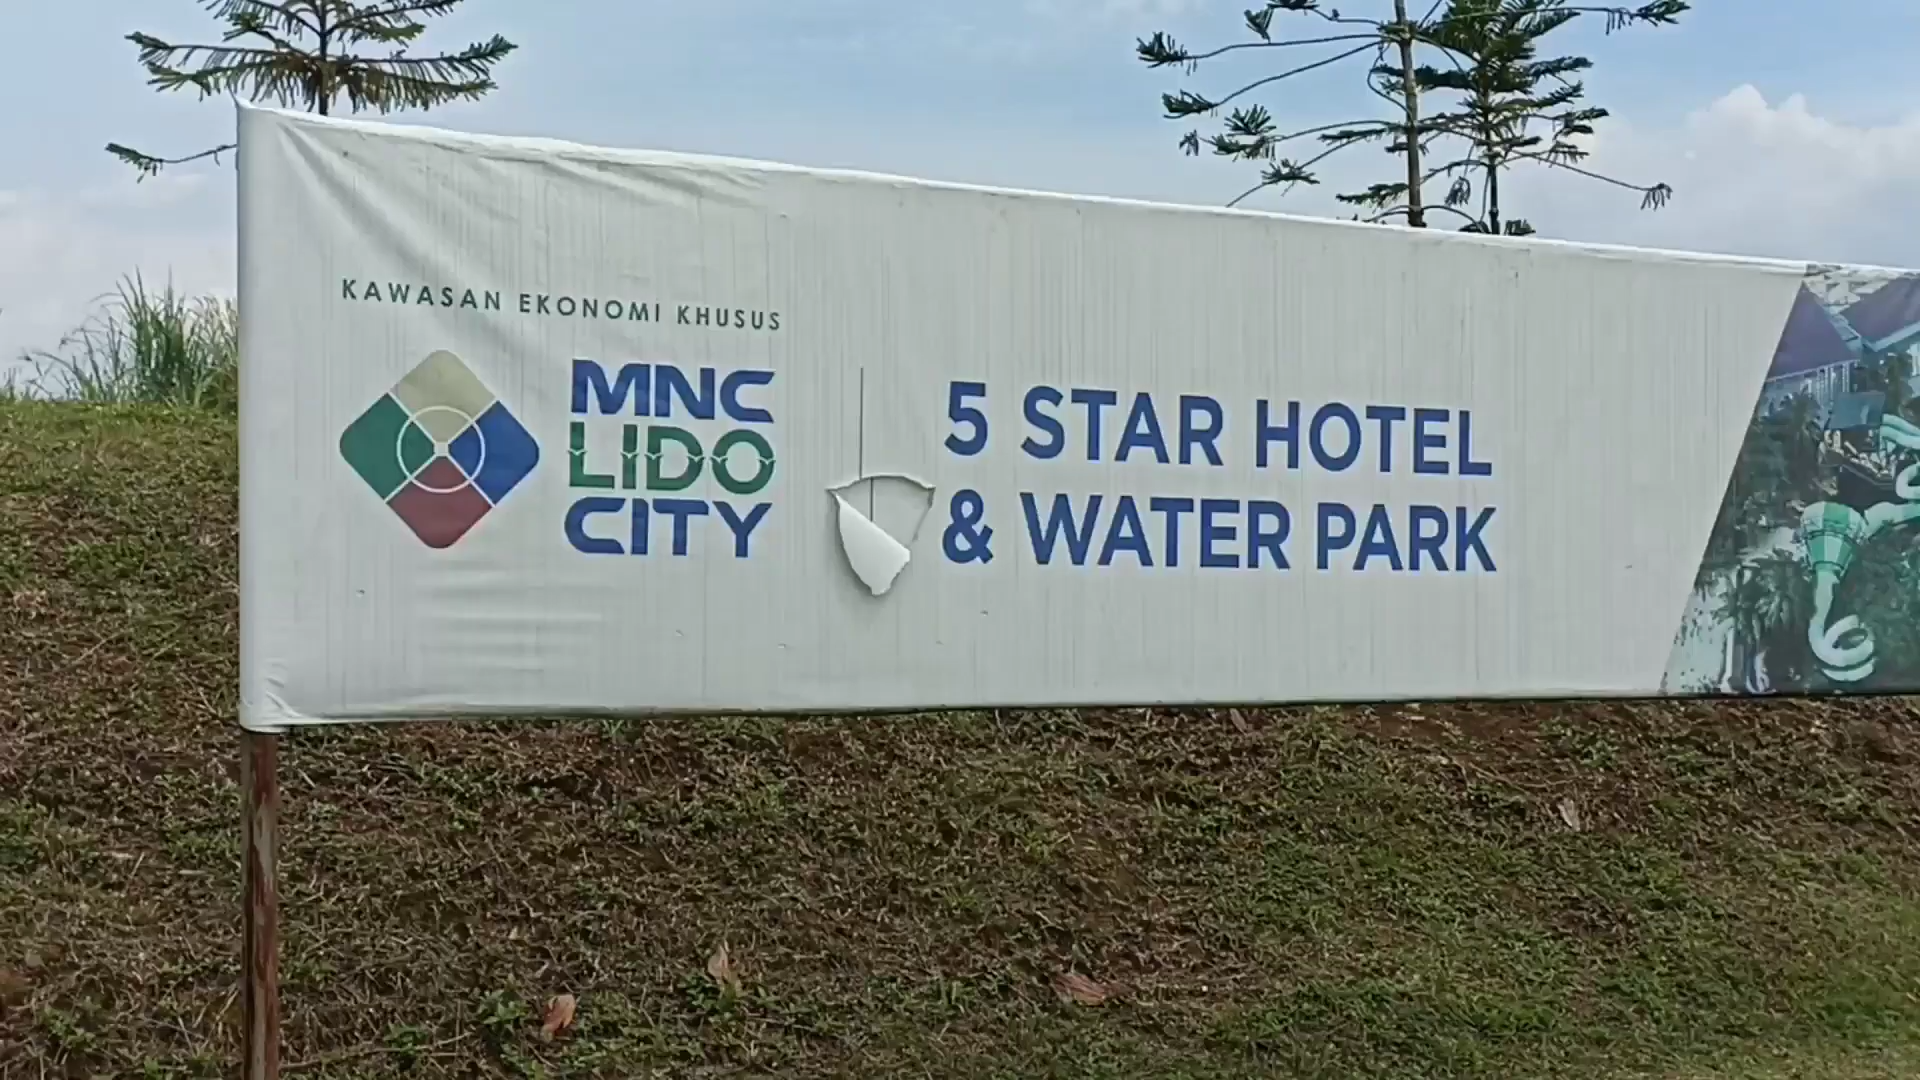 KAWASAN EKONOMI KHUSUS
MNC
LIDO
CITY
5 STAR HOTEL
& WATER PARK